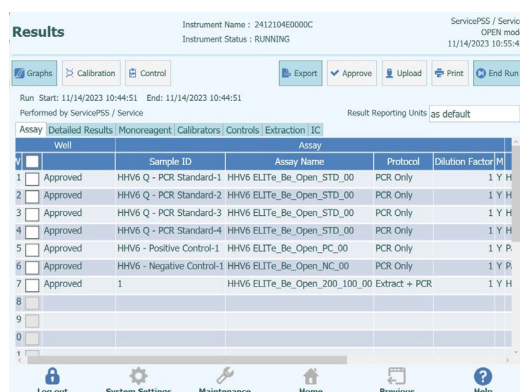 Results
Instrument Name : 2412104E0000C
Instrument Status : RUNNING
ServicePSS / Servic
OPEN mod
11/14/2023 10:55:4
Graphs Calibration Control Export Approve Upload Print End Run
Run Start: 11/14/2023 10:44:51 End: 11/14/2023 10:44:51
Performed by ServicePSS / Service
Result Reporting Units as default
Assay Detailed Results Monoreagent Calibrators Controls Extraction IC
Well Assay
Sample ID Assay Name Protocol Dilution Factor M
1 Approved HHV6 Q - PCR Standard-1 HHV6 ELITe_Be_Open_STD_00 PCR Only 1 Y H
2 Approved HHV6 Q - PCR Standard-2 HHV6 ELITe_Be_Open_STD_00 PCR Only 1 Y H
3 Approved HHV6 Q - PCR Standard-3 HHV6 ELITe_Be_Open_STD_00 PCR Only 1 Y H
4 Approved HHV6 Q - PCR Standard-4 HHV6 ELITe_Be_Open_STD_00 PCR Only 1 Y H
5 Approved HHV6 - Positive Control-1 HHV6 ELITe_Be_Open_PC_00 PCR Only 1 Y P
6 Approved HHV6 - Negative Control-1 HHV6 ELITe_Be_Open_NC_00 PCR Only 1 Y P
7 Approved 1 HHV6 ELITe_Be_Open_200_100_00 Extract + PCR 1 Y H
8
9
0
1
Log out System Settings Maintenance Home Previous Help